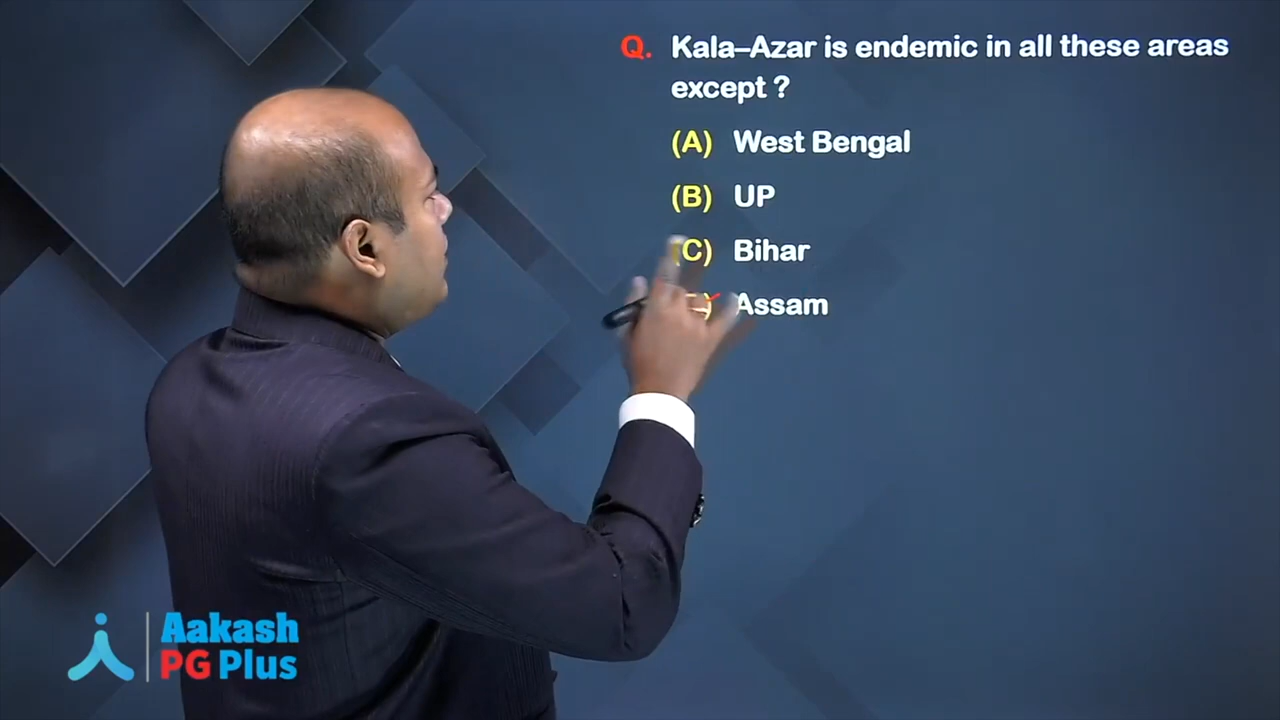 Q. Kala–Azar is endemic in all these areas
except ?
(A) West Bengal
(B) UP
(C) Bihar
Assam
Aakash
PG Plus